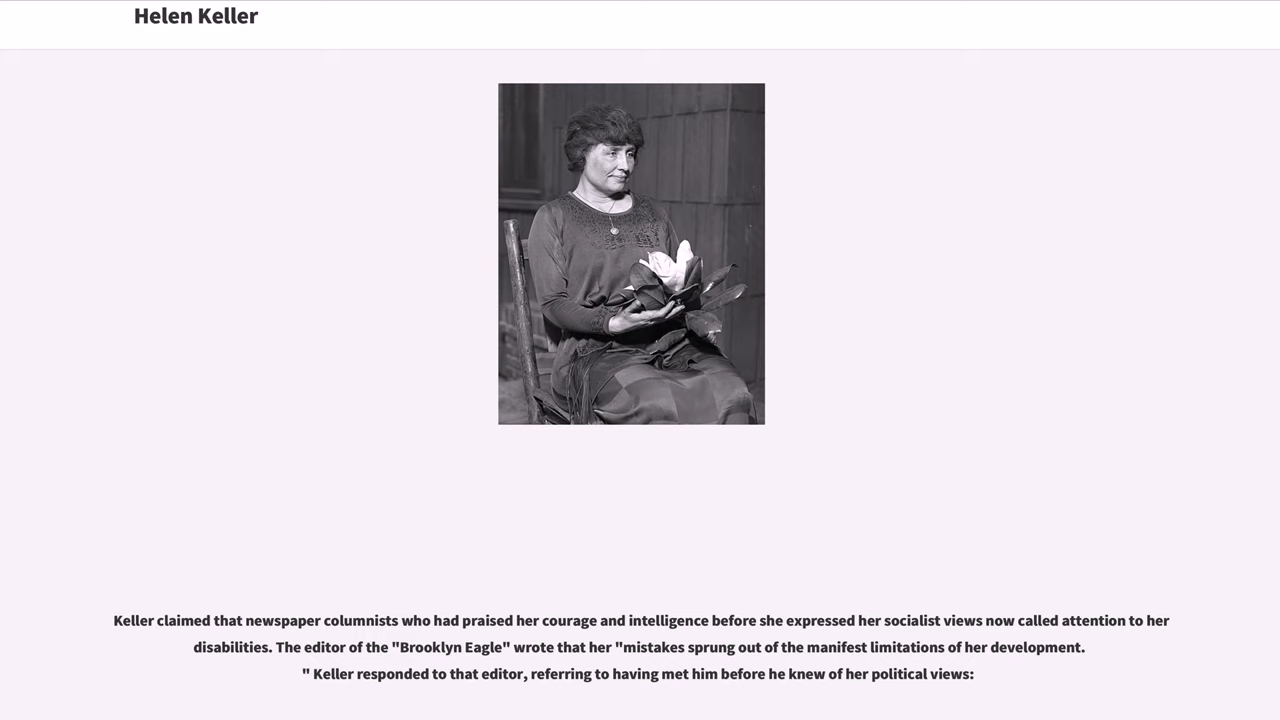 Helen Keller
Keller claimed that newspaper columnists who had praised her courage and intelligence before she expressed her socialist views now called attention to her
disabilities. The editor of the "Brooklyn Eagle" wrote that her "mistakes sprung out of the manifest limitations of her development.
" Keller responded to that editor, referring to having met him before he knew of her political views: